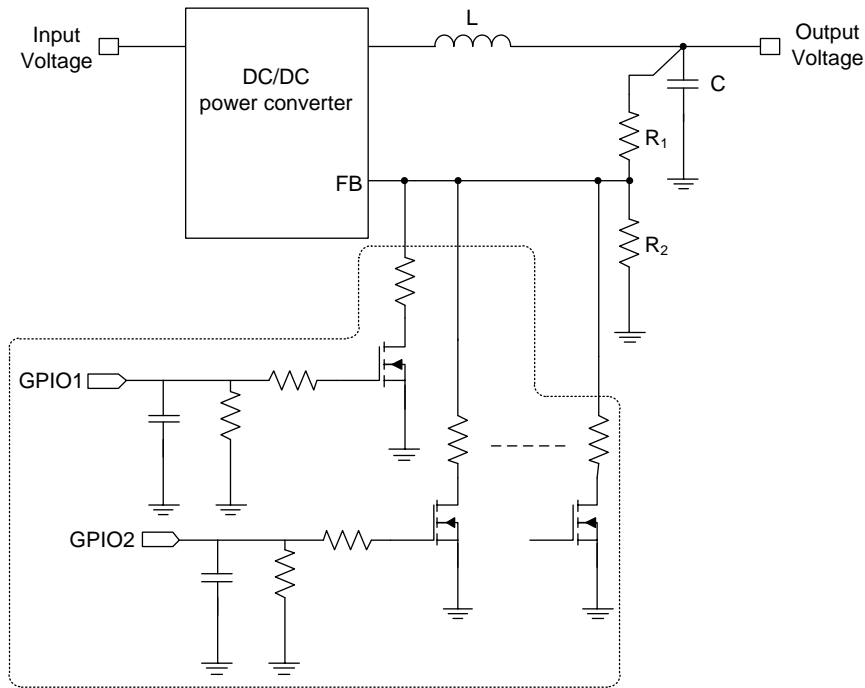 Input
Voltage
L
Output
Voltage
DC/DC
power converter
C
R₁
FB
R₂
GPIO1
GPIO2